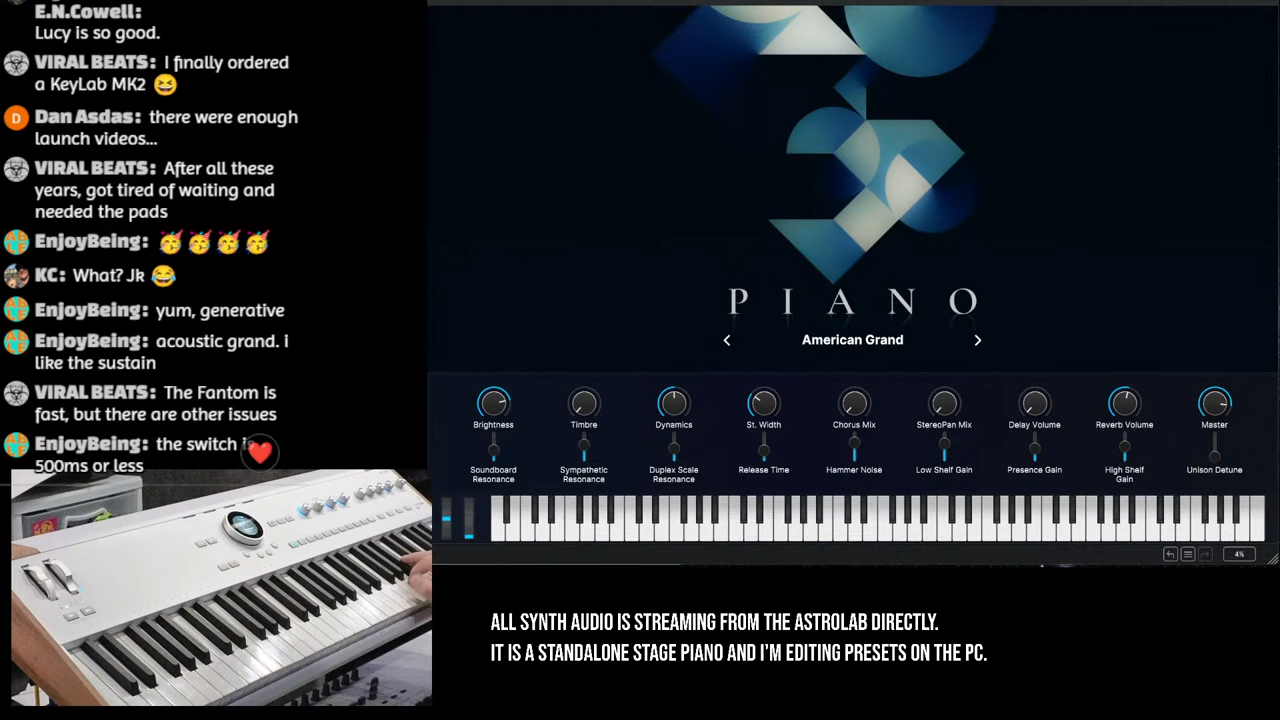 E.N.Cowell:
Lucy is so good.
VIRAL BEATS: I finally ordered
a KeyLab MK2 😆
D Dan Asdas: there were enough
launch videos...
VIRAL BEATS: After all these
years, got tired of waiting and
needed the pads
EnjoyBeing: 🥳🥳🥳🥳
KC: What? Jk 😂
EnjoyBeing: yum, generative
EnjoyBeing: acoustic grand. i
like the sustain
VIRAL BEATS: The Fantom is
fast, but there are other issues
EnjoyBeing: the switch
500ms or less
PIANO
American Grand
Brightness Timbre Dynamics St. Width Chorus Mix StereoPan Mix Delay Volume Reverb Volume Master
Soundboard Sympathetic Duplex Scale Release Time Hammer Noise Low Shelf Gain Presence Gain High Shelf Unison Detune
Resonance Resonance Resonance Gain
4%
ALL SYNTH AUDIO IS STREAMING FROM THE ASTROLAB DIRECTLY.
IT IS A STANDALONE STAGE PIANO AND I'M EDITING PRESETS ON THE PC.